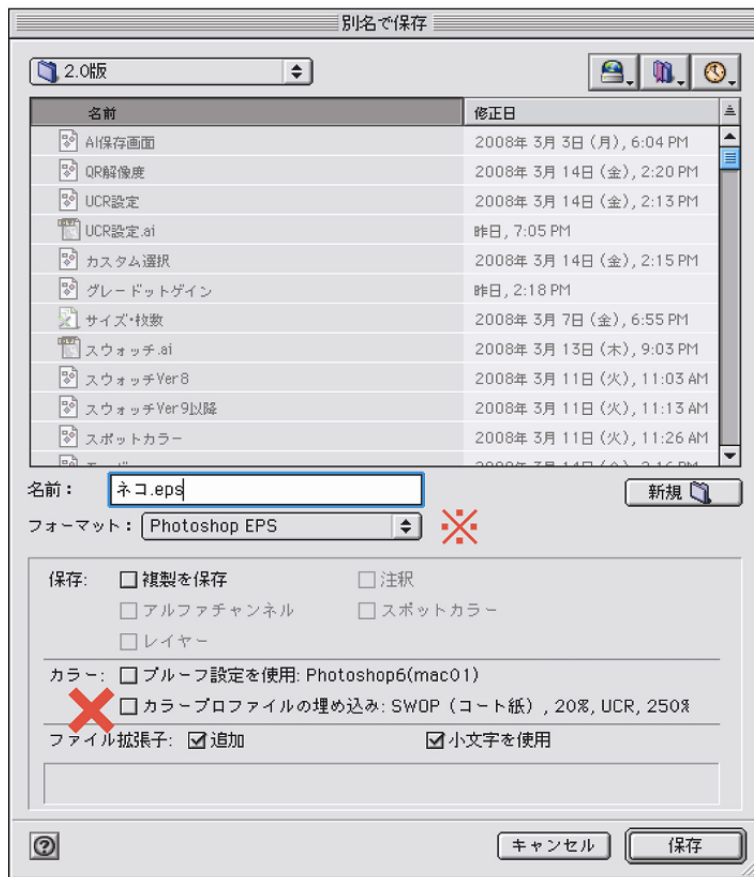 別名で保存
2.0版
名前 修正日
AI保存画面 2008年 3月 3日 (月), 6:04 PM
QR解像度 2008年 3月 14日 (金), 2:20 PM
UCR設定 2008年 3月 14日 (金), 2:13 PM
UCR設定.ai 昨日, 7:05 PM
カスタム選択 2008年 3月 14日 (金), 2:15 PM
グレードットゲイン 昨日, 2:18 PM
サイズ・枚数 2008年 3月 7日 (金), 6:55 PM
スウォッチ.ai 2008年 3月 13日 (木), 9:03 PM
スウォッチVer8 2008年 3月 11日 (火), 11:03 AM
スウォッチVer9以降 2008年 3月 11日 (火), 11:13 AM
スポットカラー 2008年 3月 11日 (火), 11:26 AM
名前: ネコ.eps 新規
フォーマット: Photoshop EPS ※
保存: 複製を保存 注釈
アルファチャンネル スポットカラー
レイヤー
カラー: プルーフ設定を使用: Photoshop6(mac01)
カラープロファイルの埋め込み: SWOP (コート紙) , 20%, UCR, 250%
ファイル拡張子: 追加 小文字を使用
キャンセル 保存